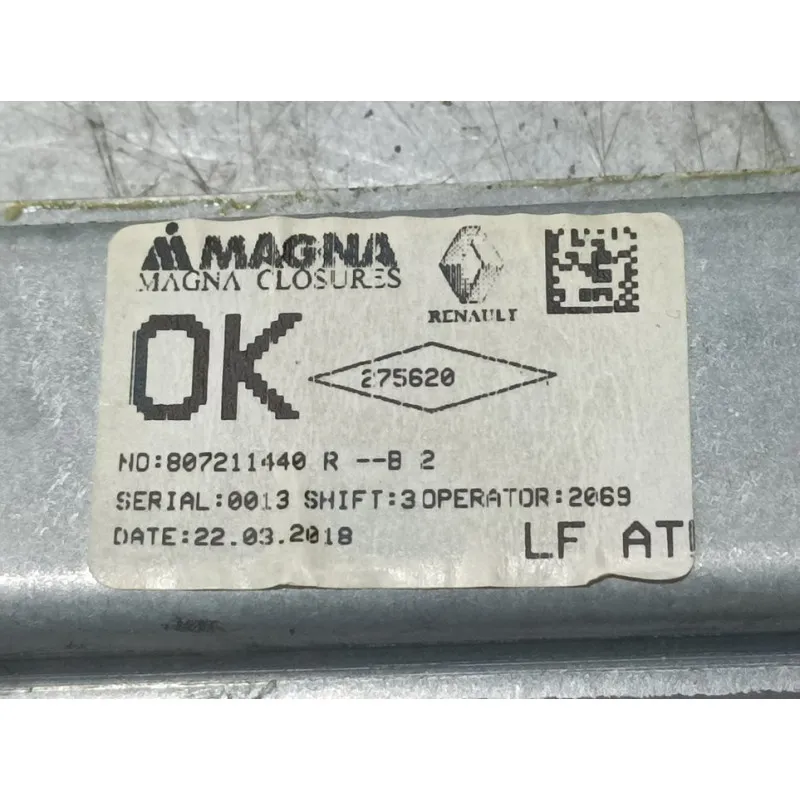 MAGNA
MAGNA CLOSURES
RENAULT
OK
275620
NO:807211440 R --B 2
SERIAL:0013 SHIFT:3 OPERATOR:2069
DATE:22.03.2018
LF AT